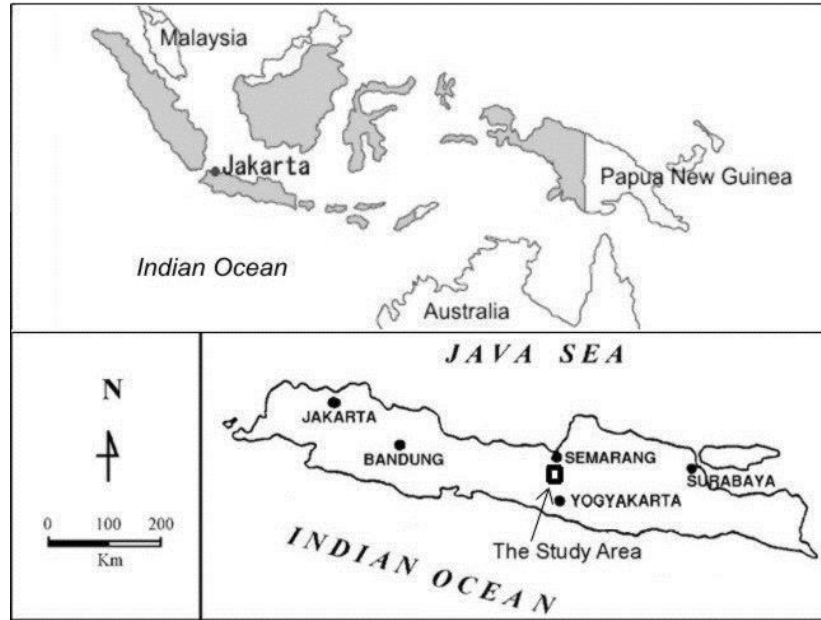 Malaysia
Jakarta
Papua New Guinea
Indian Ocean
Australia
JAVA SEA
N
JAKARTA
BANDUNG
SEMARANG
SURABAYA
YOGYAKARTA
0 100 200
Km
The Study Area
INDIAN OCEAN